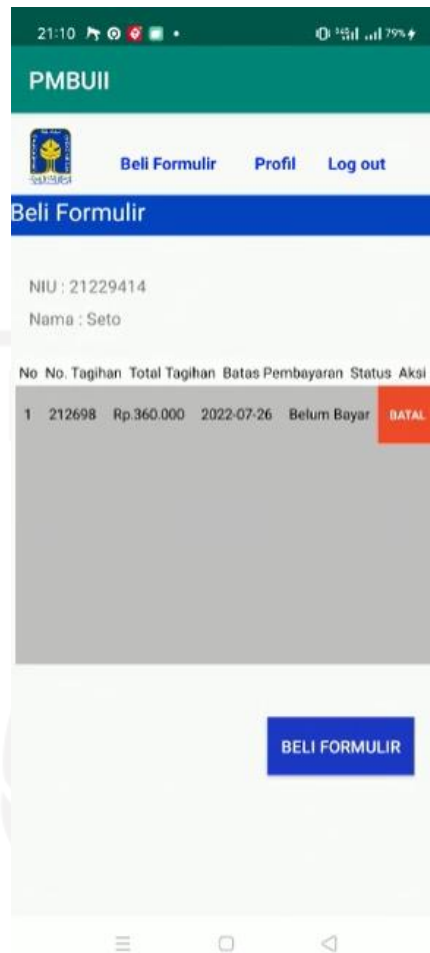 21:10 79%
PMBUII
Beli Formulir Profil Log out
Beli Formulir
NIU : 21229414
Nama : Seto
No No. Tagihan Total Tagihan Batas Pembayaran Status Aksi
1 212698 Rp.360.000 2022-07-26 Belum Bayar BATAL
BELI FORMULIR